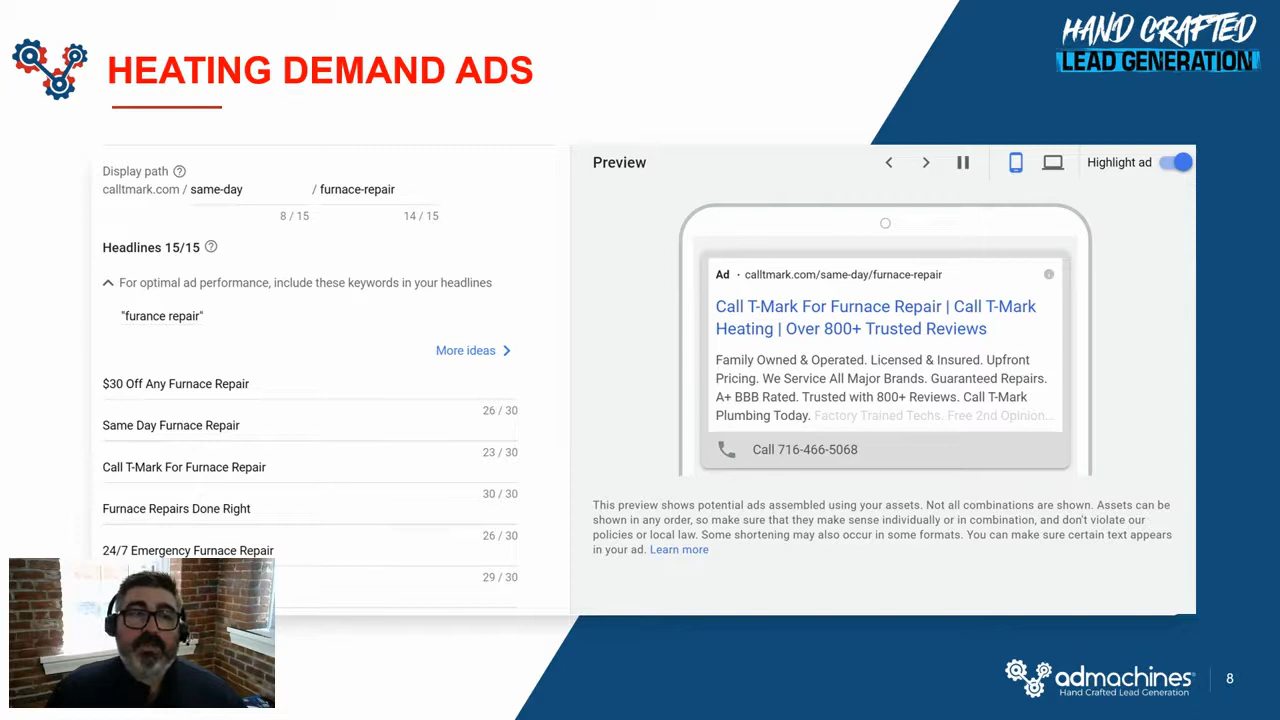 HEATING DEMAND ADS
HAND CRAFTED
LEAD GENERATION
Display path
calltmark.com / same-day / furnace-repair
8 / 15 14 / 15
Headlines 15/15
For optimal ad performance, include these keywords in your headlines
"furance repair"
More ideas
$30 Off Any Furnace Repair
26 / 30
Same Day Furnace Repair
23 / 30
Call T-Mark For Furnace Repair
30 / 30
Furnace Repairs Done Right
26 / 30
24/7 Emergency Furnace Repair
29 / 30
Preview
Highlight ad
Ad · calltmark.com/same-day/furnace-repair
Call T-Mark For Furnace Repair | Call T-Mark
Heating | Over 800+ Trusted Reviews
Family Owned & Operated. Licensed & Insured. Upfront
Pricing. We Service All Major Brands. Guaranteed Repairs.
A+ BBB Rated. Trusted with 800+ Reviews. Call T-Mark
Plumbing Today. Factory Trained Techs. Free 2nd Opinion...
Call 716-466-5068
This preview shows potential ads assembled using your assets. Not all combinations are shown. Assets can be
shown in any order, so make sure that they make sense individually or in combination, and don't violate our
policies or local law. Some shortening may also occur in some formats. You can make sure certain text appears
in your ad. Learn more
admachines
Hand Crafted Lead Generation
8